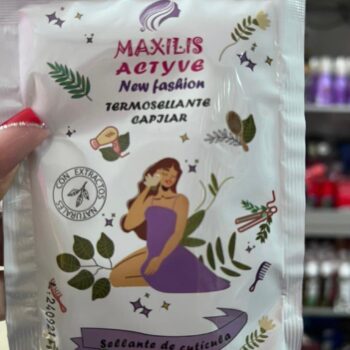 MAXILIS
ACTYVE
New fashion
TERMOSELLANTE
CAPILAR
CON EXTRACTOS
NATURALES
Sellante de cutícula